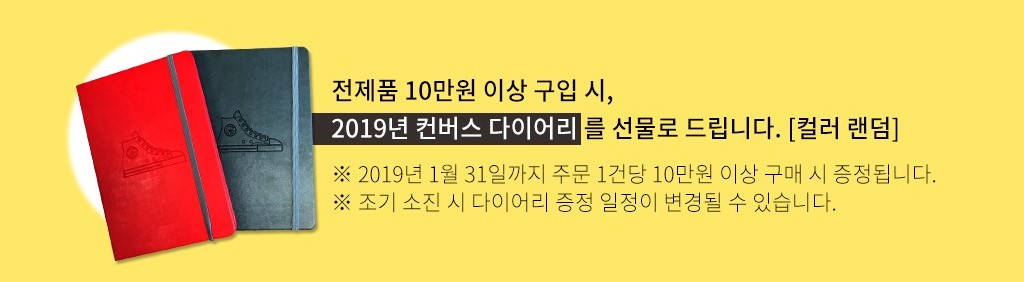 전제품 10만원 이상 구입 시,
2019년 컨버스 다이어리를 선물로 드립니다. [컬러 랜덤]
※ 2019년 1월 31일까지 주문 1건당 10만원 이상 구매 시 증정됩니다.
※ 조기 소진 시 다이어리 증정 일정이 변경될 수 있습니다.